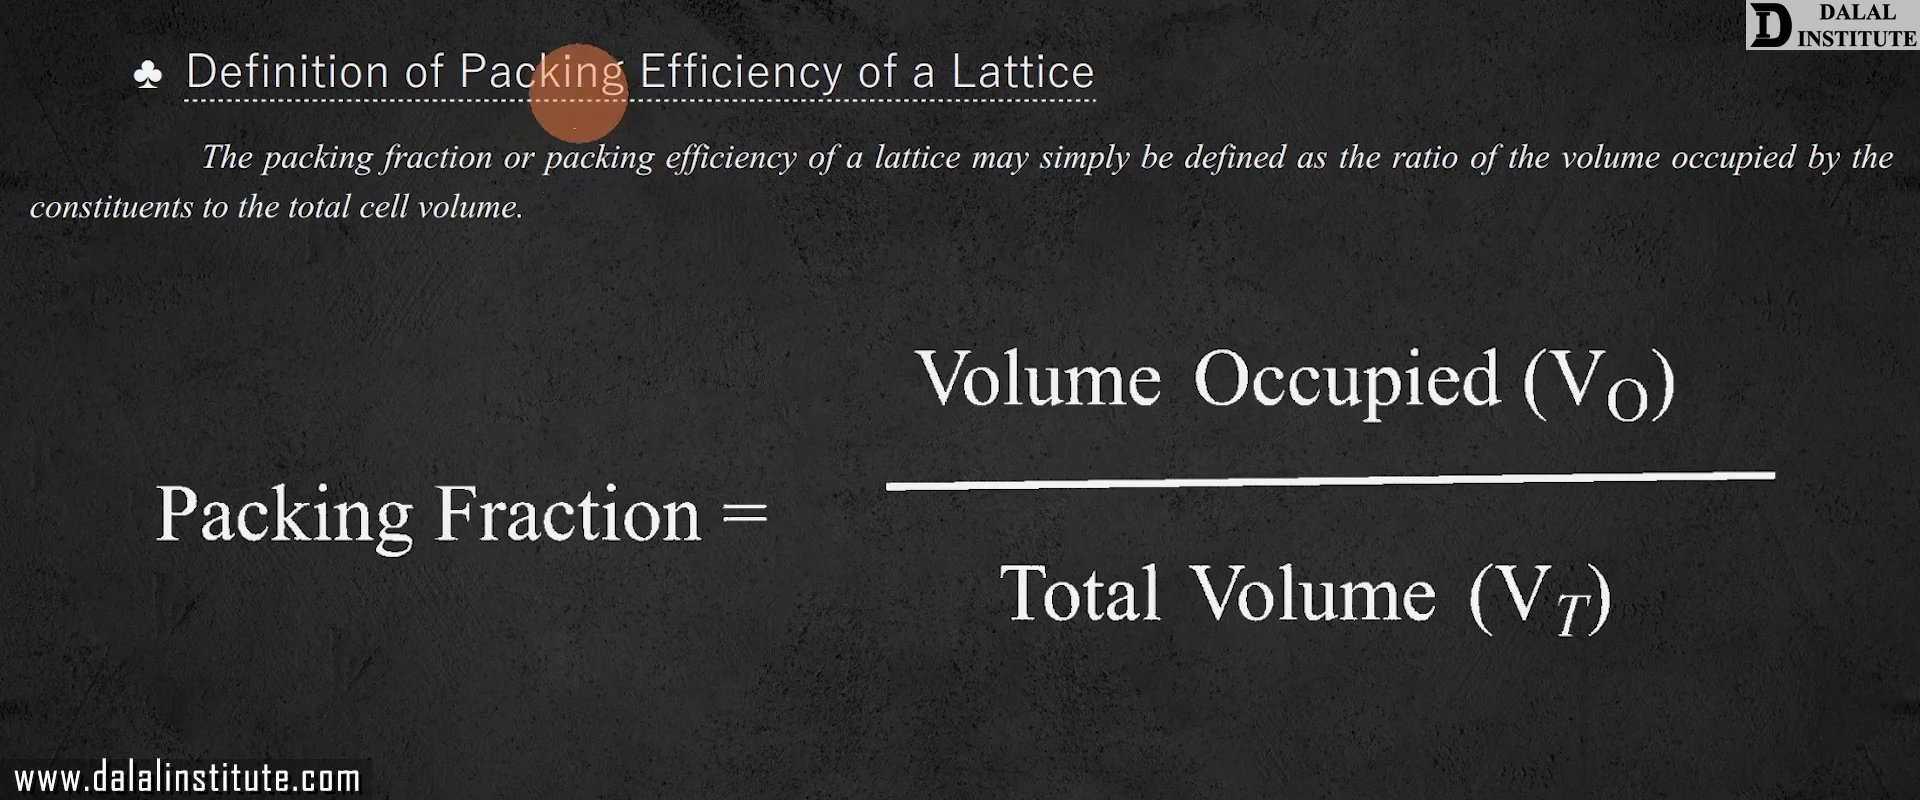 DALAL
INSTITUTE
♣ Definition of Packing Efficiency of a Lattice
The packing fraction or packing efficiency of a lattice may simply be defined as the ratio of the volume occupied by the
constituents to the total cell volume.
Volume Occupied (V_O)
Packing Fraction =
Total Volume (V_T)
www.dalalinstitute.com